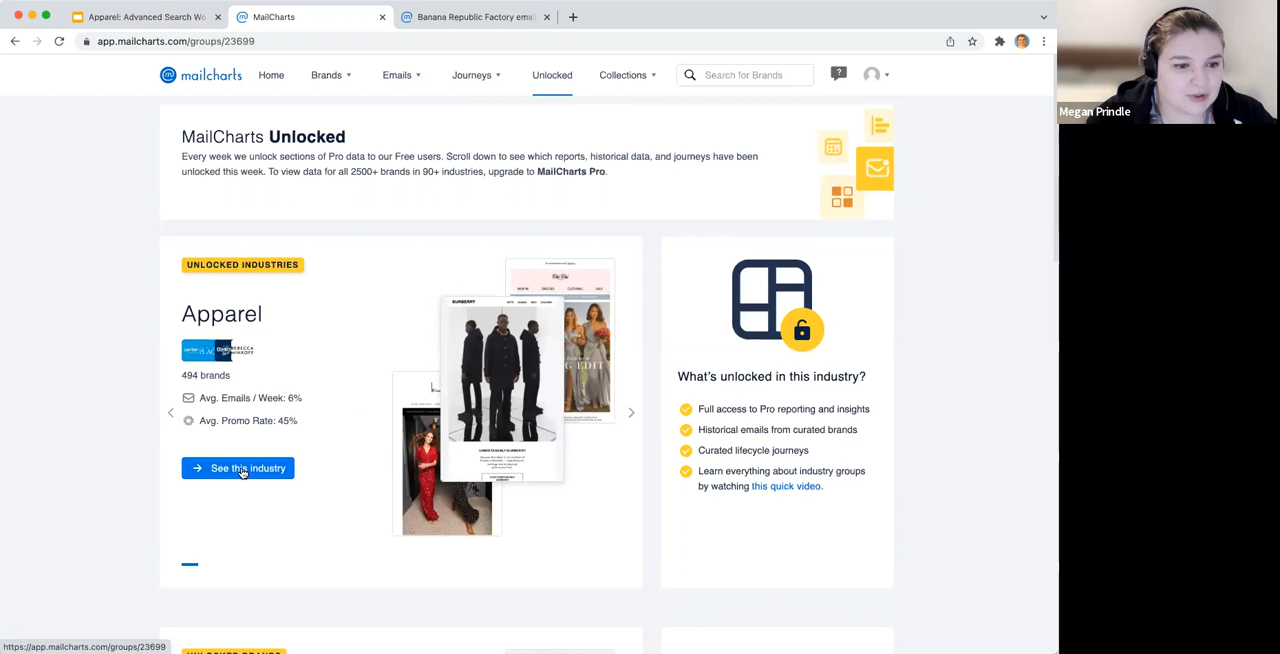 Apparel: Advanced Search Wo
MailCharts
Banana Republic Factory emai
app.mailcharts.com/groups/23699
mailcharts
Home
Brands
Emails
Journeys
Unlocked
Collections
Search for Brands
Megan Prindle
MailCharts Unlocked
Every week we unlock sections of Pro data to our Free users. Scroll down to see which reports, historical data, and journeys have been
unlocked this week. To view data for all 2500+ brands in 90+ industries, upgrade to MailCharts Pro.
UNLOCKED INDUSTRIES
Apparel
494 brands
Avg. Emails / Week: 6%
Avg. Promo Rate: 45%
See this industry
BURBERRY
What's unlocked in this industry?
Full access to Pro reporting and insights
Historical emails from curated brands
Curated lifecycle journeys
Learn everything about industry groups
by watching this quick video.
UNLOCKED BRANDS
https://app.mailcharts.com/groups/23699